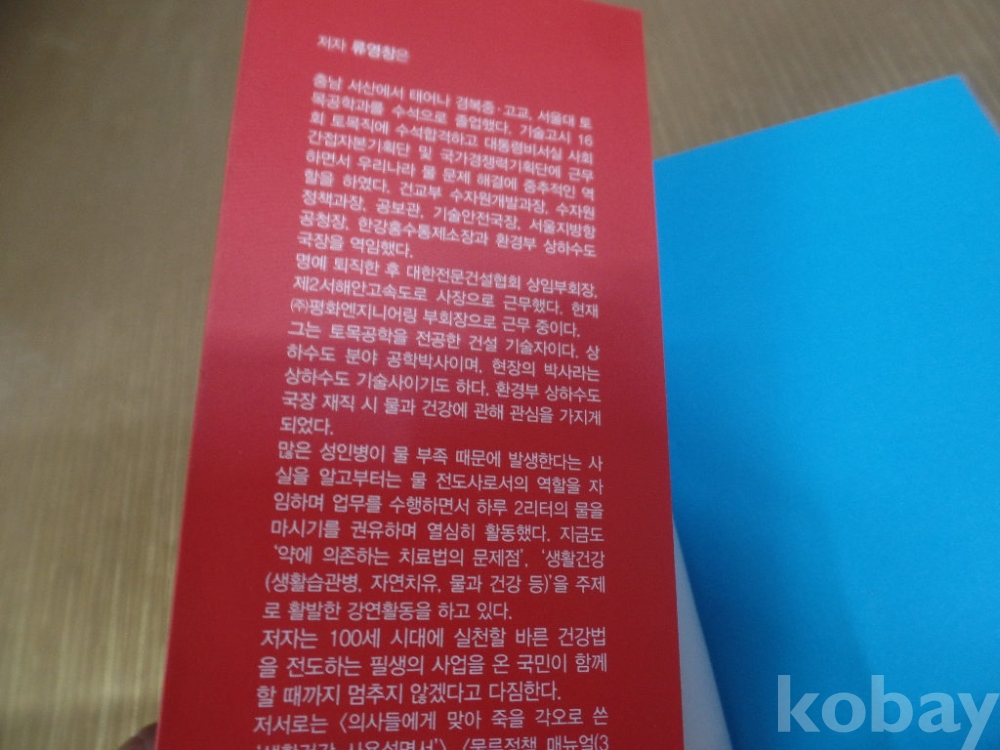 저자 류영창은
충남 서산에서 태어나 경복중·고교, 서울대 토
목공학과를 수석으로 졸업했다. 기술고시 16
회 토목직에 수석합격하고 대통령비서실 사회
간접자본기획단 및 국가경쟁력기획단에 근무
하면서 우리나라 물 문제 해결에 중추적인 역
할을 하였다. 건교부 수자원개발과장, 수자원
정책과장, 공보관, 기술안전국장, 서울지방항
공청장, 한강홍수통제소장과 환경부 상하수도
국장을 역임했다.
명예 퇴직한 후 대한전문건설협회 상임부회장,
제2서해안고속도로 사장으로 근무했다. 현재
㈜평화엔지니어링 부회장으로 근무 중이다.
그는 토목공학을 전공한 건설 기술자이다. 상
하수도 분야 공학박사이며, 현장의 박사라는
상하수도 기술사이기도 하다. 환경부 상하수도
국장 재직 시 물과 건강에 관해 관심을 가지게
되었다.
많은 성인병이 물 부족 때문에 발생한다는 사
실을 알고부터는 물 전도사로서의 역할을 자
임하며 업무를 수행하면서 하루 2리터의 물을
마시기를 권유하며 열심히 활동했다. 지금도
'약에 의존하는 치료법의 문제점', '생활건강
(생활습관병, 자연치유, 물과 건강 등)'을 주제
로 활발한 강연활동을 하고 있다.
저자는 100세 시대에 실천할 바른 건강법
을 전도하는 필생의 사업을 온 국민이 함께
할 때까지 멈추지 않겠다고 다짐한다.
저서로는 〈의사들에게 맞아 죽을 각오로 쓴
'생활건강 사용설명서'〉 〈물류정책 매뉴얼(3
kobay